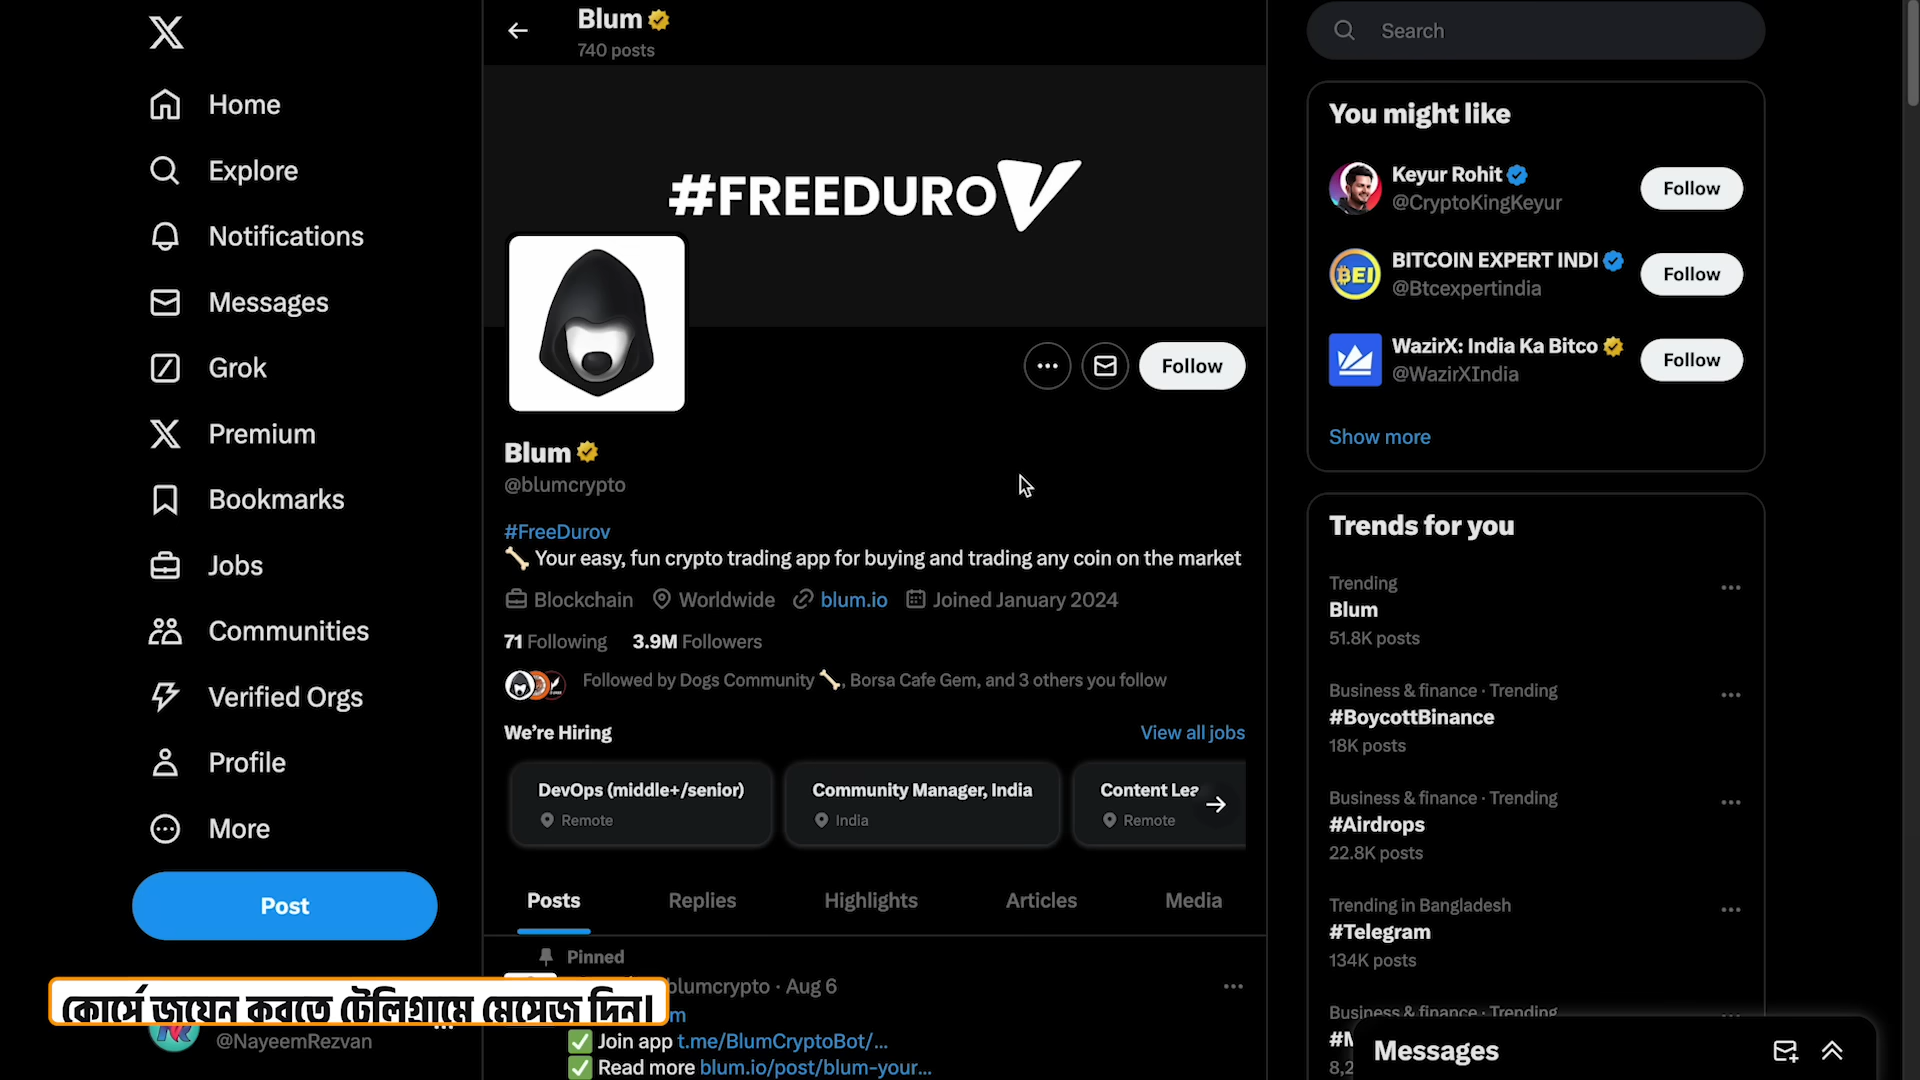 Home
Explore
Notifications
Messages
Grok
Premium
Bookmarks
Jobs
Communities
Verified Orgs
Profile
More
Post
@NayeemRezvan
কোর্সে জয়েন করতে টেলিগ্রামে মেসেজ দিন।
Blum
740 posts
#FREEDUROV
Follow
Blum
@blumcrypto
#FreeDurov
Your easy, fun crypto trading app for buying and trading any coin on the market
Blockchain Worldwide blum.io Joined January 2024
71 Following 3.9M Followers
Followed by Dogs Community, Borsa Cafe Gem, and 3 others you follow
We're Hiring View all jobs
DevOps (middle+/senior)
Remote
Community Manager, India
India
Content Lea
Remote
Posts Replies Highlights Articles Media
Pinned
blumcrypto · Aug 6
Join app t.me/BlumCryptoBot/...
Read more blum.io/post/blum-your...
Search
You might like
Keyur Rohit
@CryptoKingKeyur
Follow
BITCOIN EXPERT INDI
@Btcexpertindia
Follow
WazirX: India Ka Bitco
@WazirXIndia
Follow
Show more
Trends for you
Trending
Blum
51.8K posts
Business & finance · Trending
#BoycottBinance
18K posts
Business & finance · Trending
#Airdrops
22.8K posts
Trending in Bangladesh
#Telegram
134K posts
Business & finance · Trending
Messages